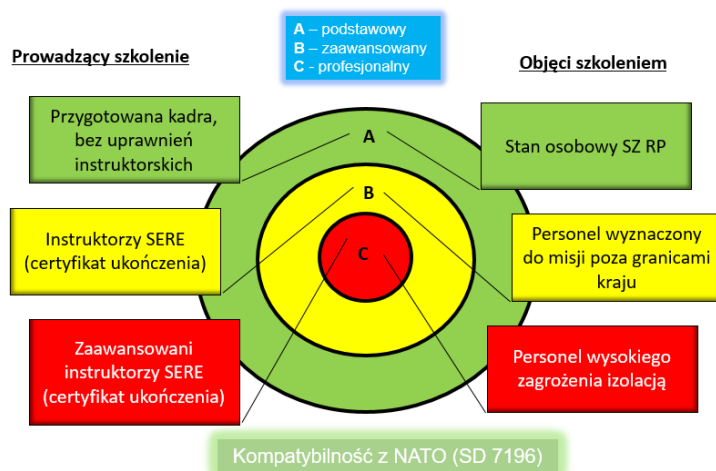 A – podstawowy
B – zaawansowany
C - profesjonalny
Prowadzący szkolenie
Objęci szkoleniem
Przygotowana kadra,
bez uprawnień
instruktorskich
A
Stan osobowy SZ RP
B
Instruktorzy SERE
(certyfikat ukończenia)
Personel wyznaczony
do misji poza granicami
kraju
C
Zaawansowani
instruktorzy SERE
(certyfikat ukończenia)
Personel wysokiego
zagrożenia izolacją
Kompatybilność z NATO (SD 7196)